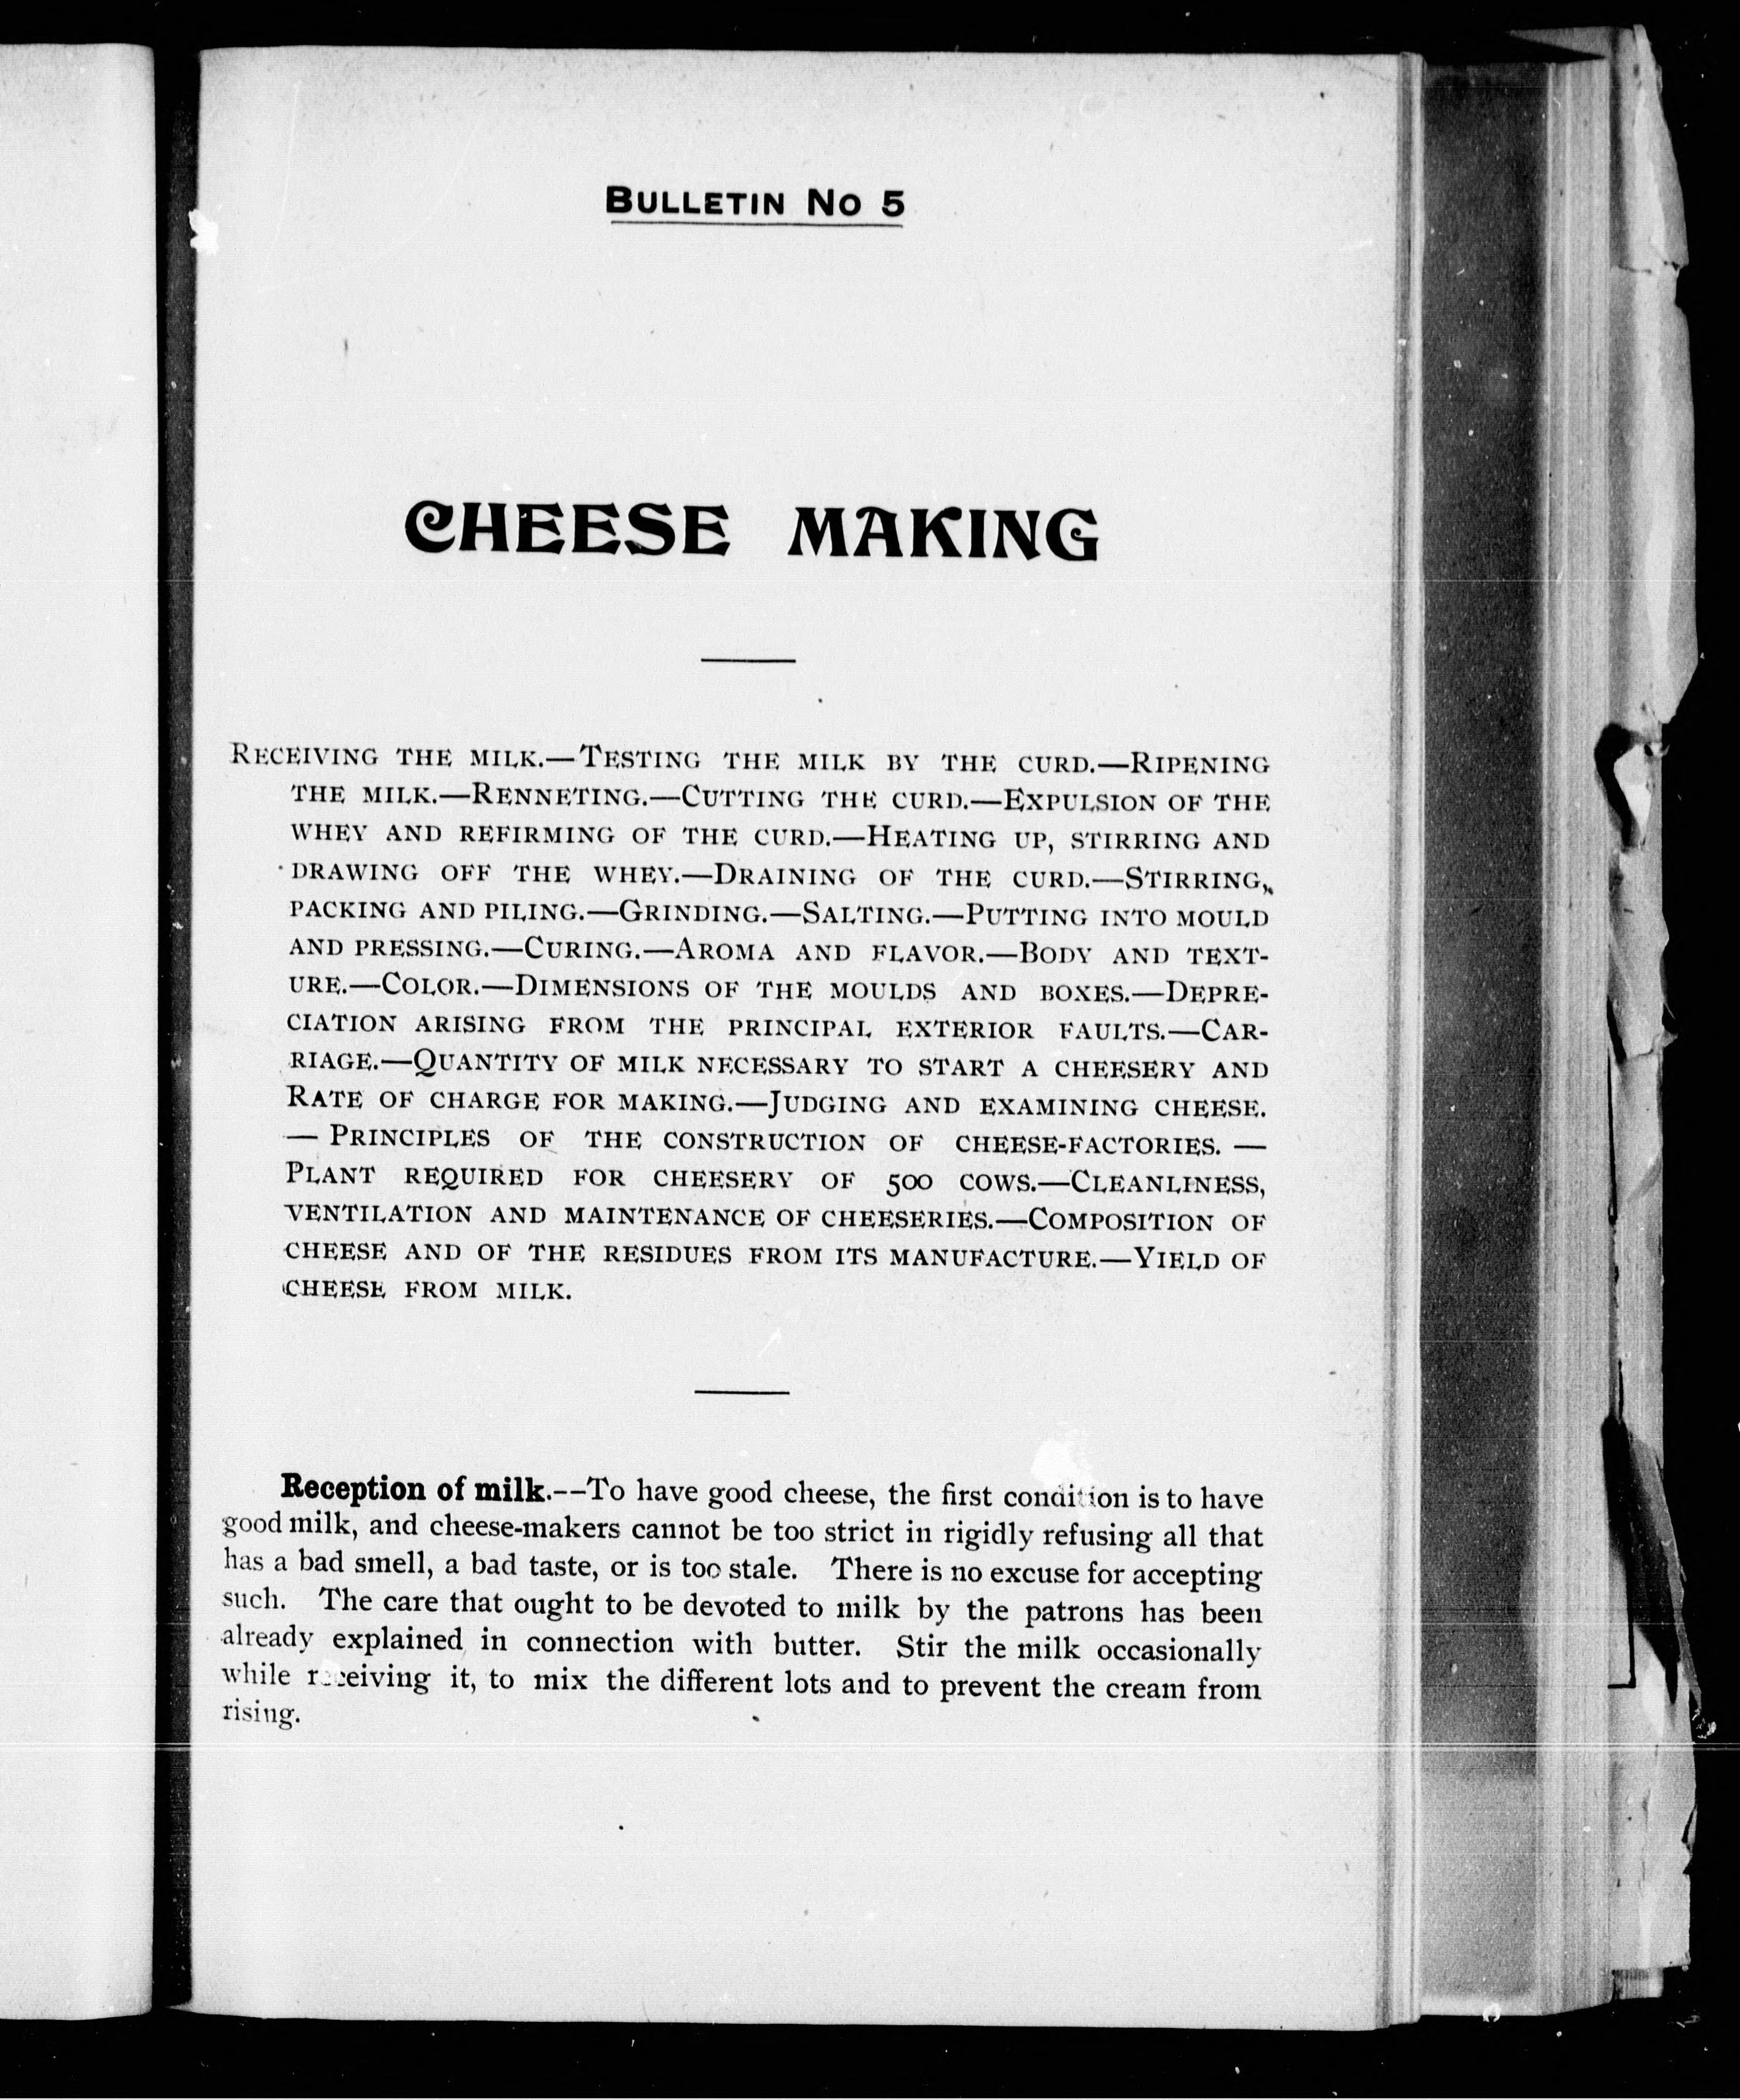 BULLETIN NO 5
CHEESE MAKING
RECEIVING THE MILK.—TESTING THE MILK BY THE CURD.—RIPENING
THE MILK.—RENNETING.—CUTTING THE CURD.—EXPULSION OF THE
WHEY AND REFIRMING OF THE CURD.—HEATING UP, STIRRING AND
DRAWING OFF THE WHEY.—DRAINING OF THE CURD.—STIRRING,
PACKING AND PILING.—GRINDING.—SALTING.—PUTTING INTO MOULD
AND PRESSING.—CURING.—AROMA AND FLAVOR.—BODY AND TEXT-
URE.—COLOR.—DIMENSIONS OF THE MOULDS AND BOXES.—DEPRE-
CIATION ARISING FROM THE PRINCIPAL EXTERIOR FAULTS.—CAR-
RIAGE.—QUANTITY OF MILK NECESSARY TO START A CHEESERY AND
RATE OF CHARGE FOR MAKING.—JUDGING AND EXAMINING CHEESE.
— PRINCIPLES OF THE CONSTRUCTION OF CHEESE-FACTORIES. —
PLANT REQUIRED FOR CHEESERY OF 500 COWS.—CLEANLINESS,
VENTILATION AND MAINTENANCE OF CHEESERIES.—COMPOSITION OF
CHEESE AND OF THE RESIDUES FROM ITS MANUFACTURE.—YIELD OF
CHEESE FROM MILK.
Reception of milk.--To have good cheese, the first condition is to have
good milk, and cheese-makers cannot be too strict in rigidly refusing all that
has a bad smell, a bad taste, or is too stale. There is no excuse for accepting
such. The care that ought to be devoted to milk by the patrons has been
already explained in connection with butter. Stir the milk occasionally
while receiving it, to mix the different lots and to prevent the cream from
rising.